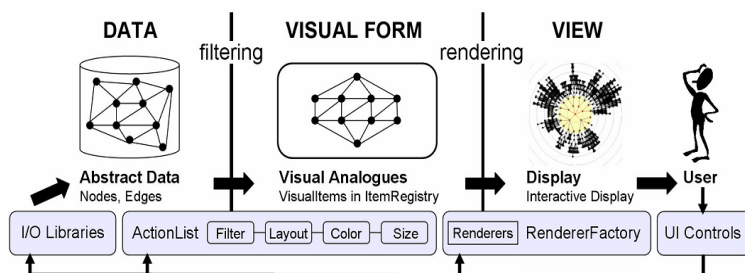 DATA
VISUAL FORM
VIEW
filtering
rendering
Abstract Data
Nodes, Edges
Visual Analogues
VisualItems in ItemRegistry
Display
Interactive Display
User
I/O Libraries
ActionList Filter Layout Color Size
Renderers RendererFactory
UI Controls